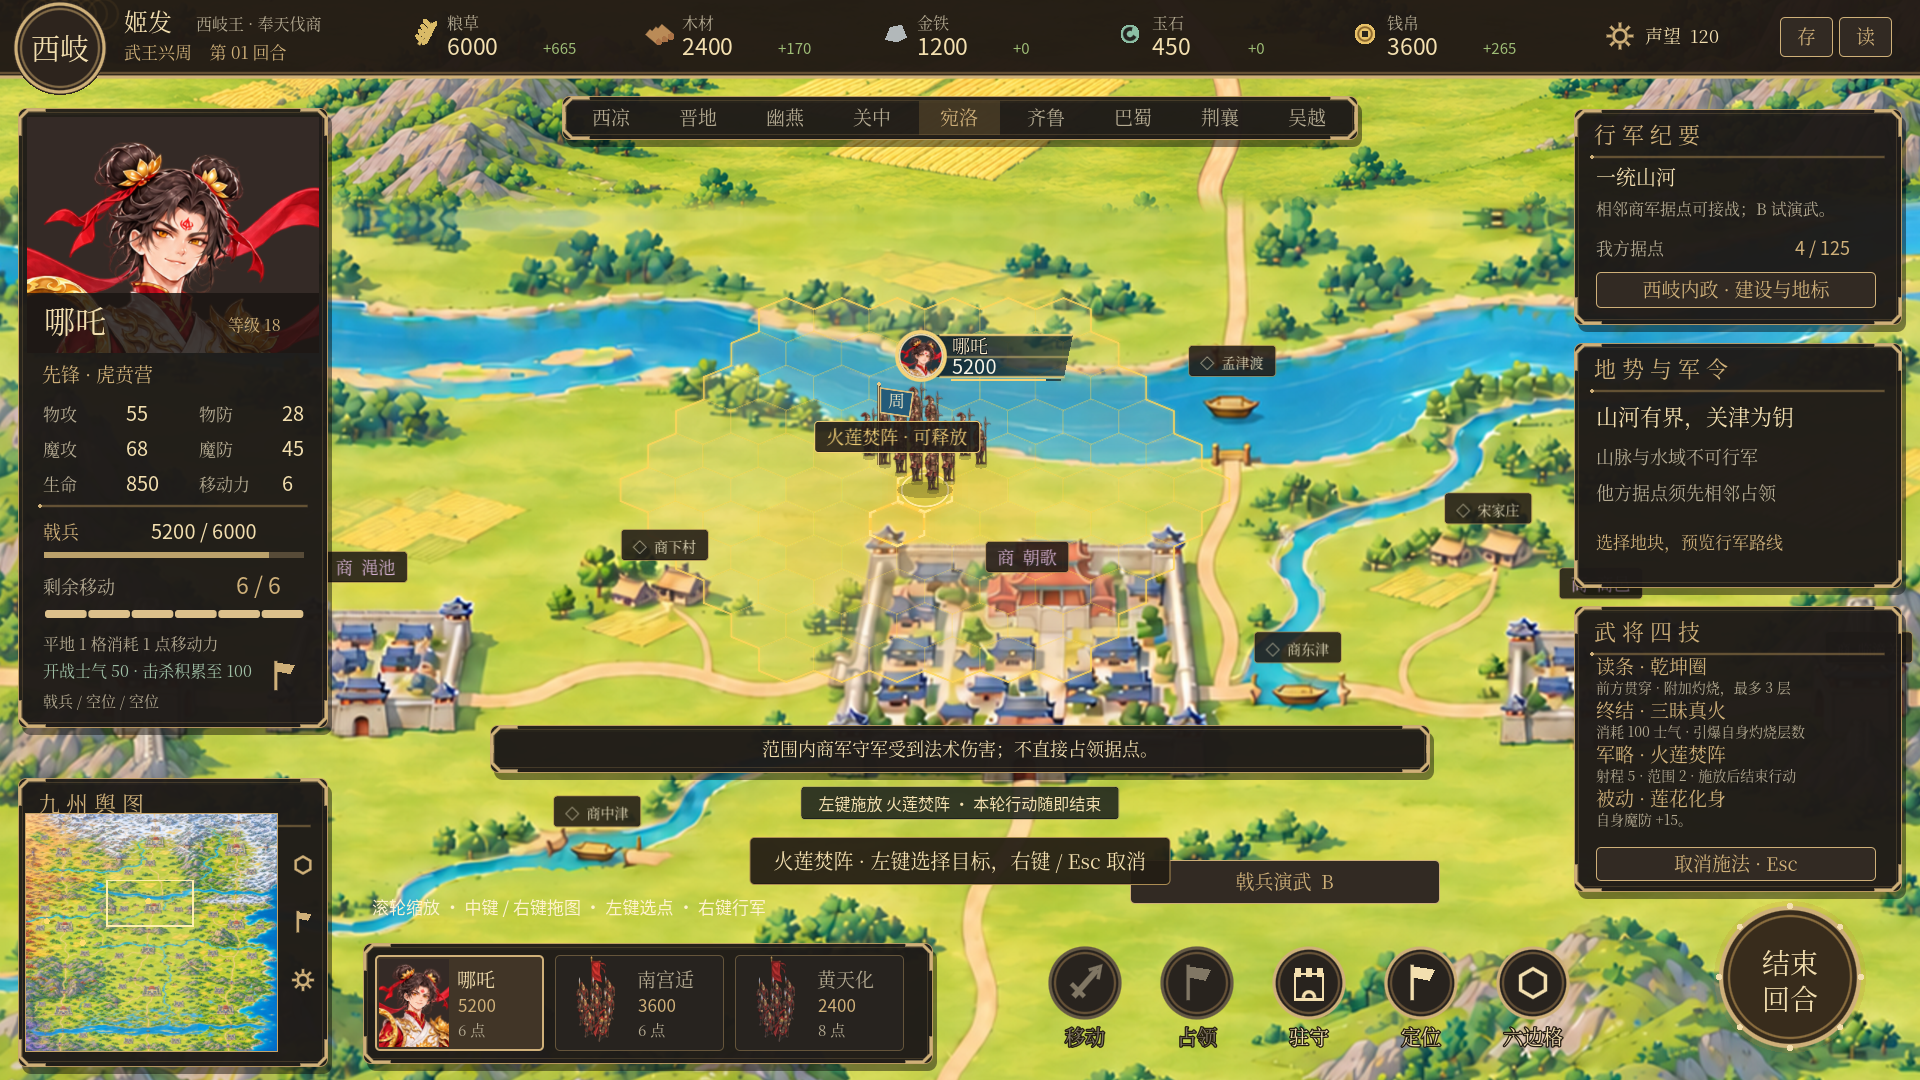 西岐
姬发 西岐王 · 奉天伐商
武王兴周 第 01 回合
粮草 6000 +665
木材 2400 +170
金铁 1200 +0
玉石 450 +0
钱帛 3600 +265
声望 120
存 读
西凉 晋地 幽燕 关中 宛洛 齐鲁 巴蜀 荆襄 吴越
哪吒 等级 18
先锋 · 虎贲营
物攻 55 物防 28
魔攻 68 魔防 45
生命 850 移动力 6
戟兵 5200 / 6000
剩余移动 6 / 6
平地 1 格消耗 1 点移动力
开战士气 50 · 击杀积累至 100
戟兵 / 空位 / 空位
哪吒
5200
周
火莲焚阵 · 可释放
孟津渡
宋家庄
商下村
商 朝歌
商 渑池
商东津
商中津
行军纪要
一统山河
相邻商军据点可接战；B 试演武。
我方据点 4 / 125
西岐内政 · 建设与地标
地势与军令
山河有界，关津为钥
山脉与水域不可行军
他方据点须先相邻占领
选择地块，预览行军路线
武将四技
读条 · 乾坤圈
前方贯穿 · 附加灼烧，最多 3 层
终结 · 三昧真火
消耗 100 士气 · 引爆自身灼烧层数
军略 · 火莲焚阵
射程 5 · 范围 2 · 施放后结束行动
被动 · 莲花化身
自身魔防 +15。
取消施法 · Esc
范围内商军守军受到法术伤害；不直接占领据点。
左键施放 火莲焚阵 · 本轮行动随即结束
火莲焚阵 · 左键选择目标，右键 / Esc 取消
戟兵演武 B
滚轮缩放 · 中键 / 右键拖图 · 左键选点 · 右键行军
九州舆图
哪吒
5200
6 点
南宫适
3600
6 点
黄天化
2400
8 点
移动 占领 驻守 定位 六边格
结束
回合